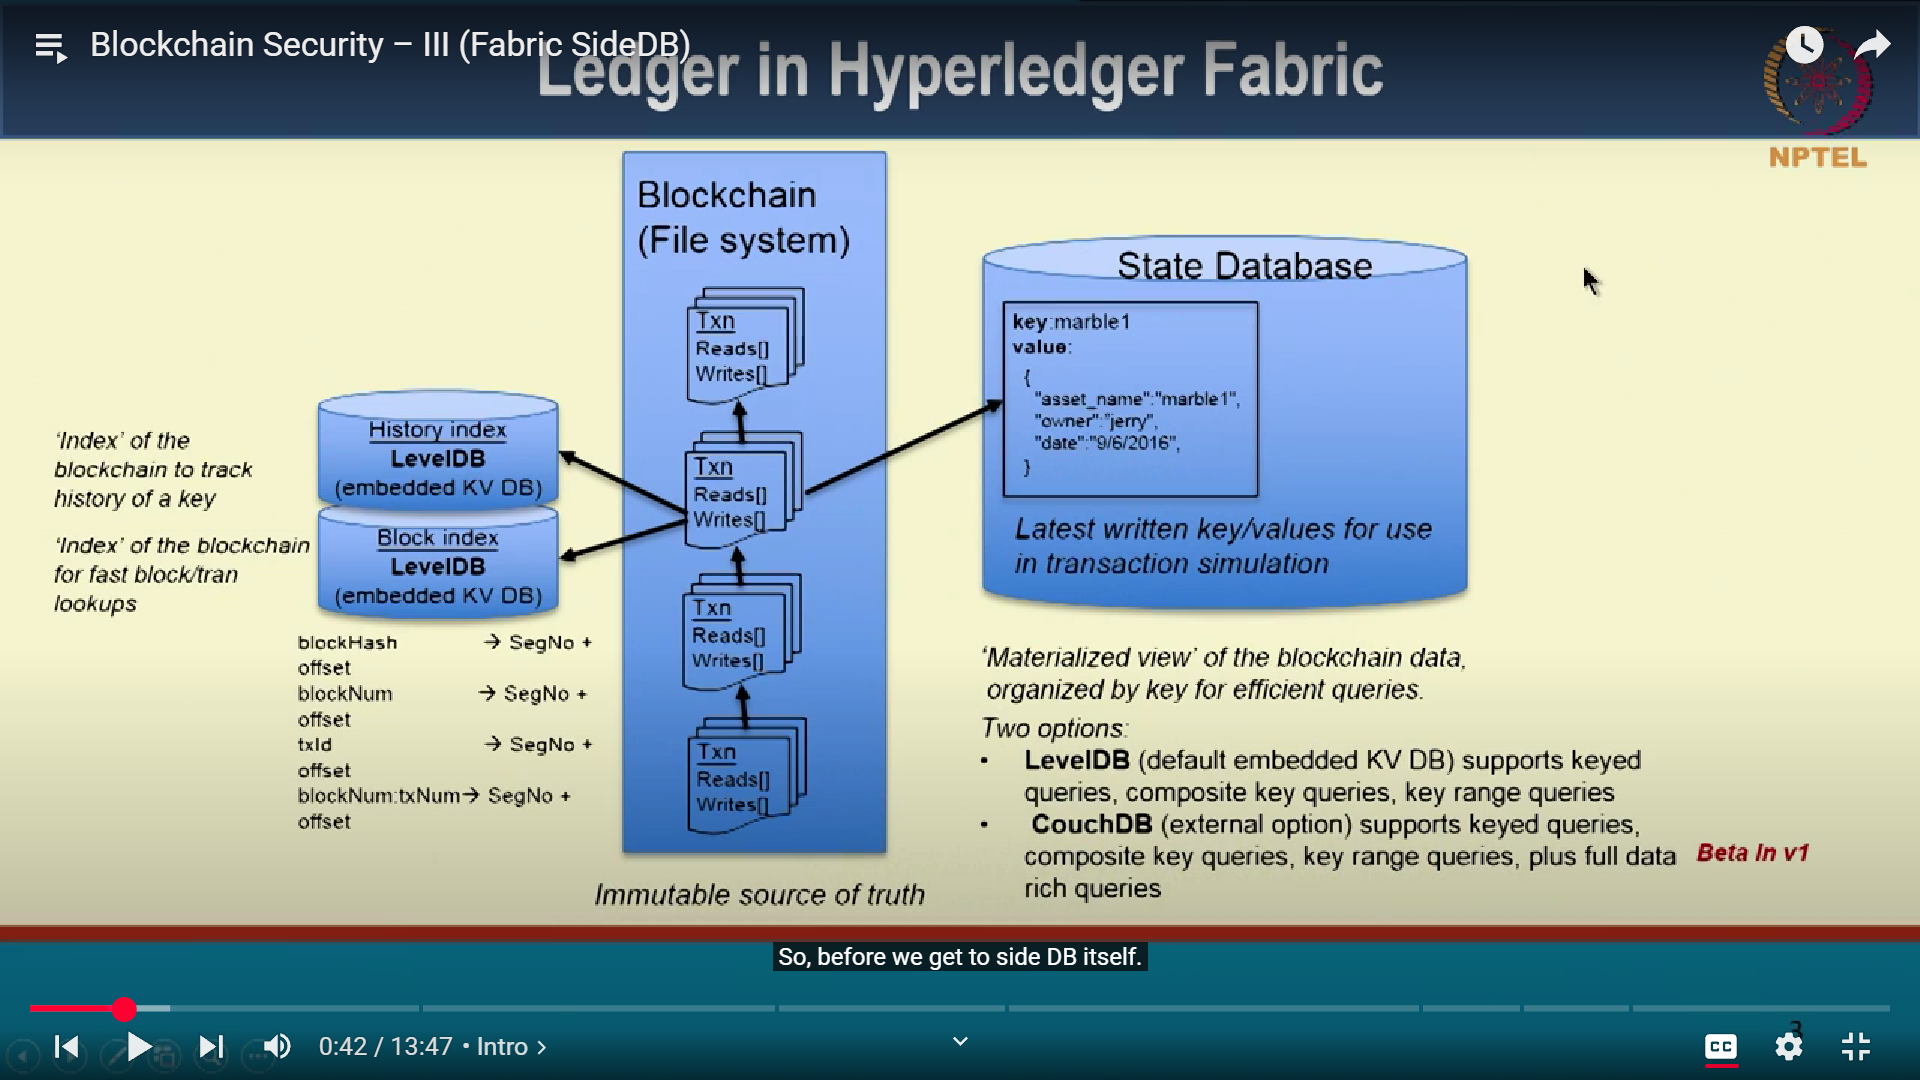 Blockchain Security – III (Fabric SideDB)
Ledger in Hyperledger Fabric
NPTEL
Blockchain
(File system)
Txn
Reads[]
Writes[]
Txn
Reads[]
Writes[]
Txn
Reads[]
Writes[]
Txn
Reads[]
Writes[]
Immutable source of truth
'Index' of the
blockchain to track
history of a key
'Index' of the blockchain
for fast block/tran
lookups
History index
LevelDB
(embedded KV DB)
Block index
LevelDB
(embedded KV DB)
blockHash → SegNo +
offset
blockNum → SegNo +
offset
txId → SegNo +
offset
blockNum:txNum→ SegNo +
offset
State Database
key:marble1
value:
{
"asset_name":"marble1",
"owner":"jerry",
"date":"9/6/2016",
}
Latest written key/values for use
in transaction simulation
'Materialized view' of the blockchain data,
organized by key for efficient queries.
Two options:
• LevelDB (default embedded KV DB) supports keyed
queries, composite key queries, key range queries
• CouchDB (external option) supports keyed queries,
composite key queries, key range queries, plus full data
rich queries
Beta In v1
So, before we get to side DB itself.
3
0:42 / 13:47 • Intro >
CC